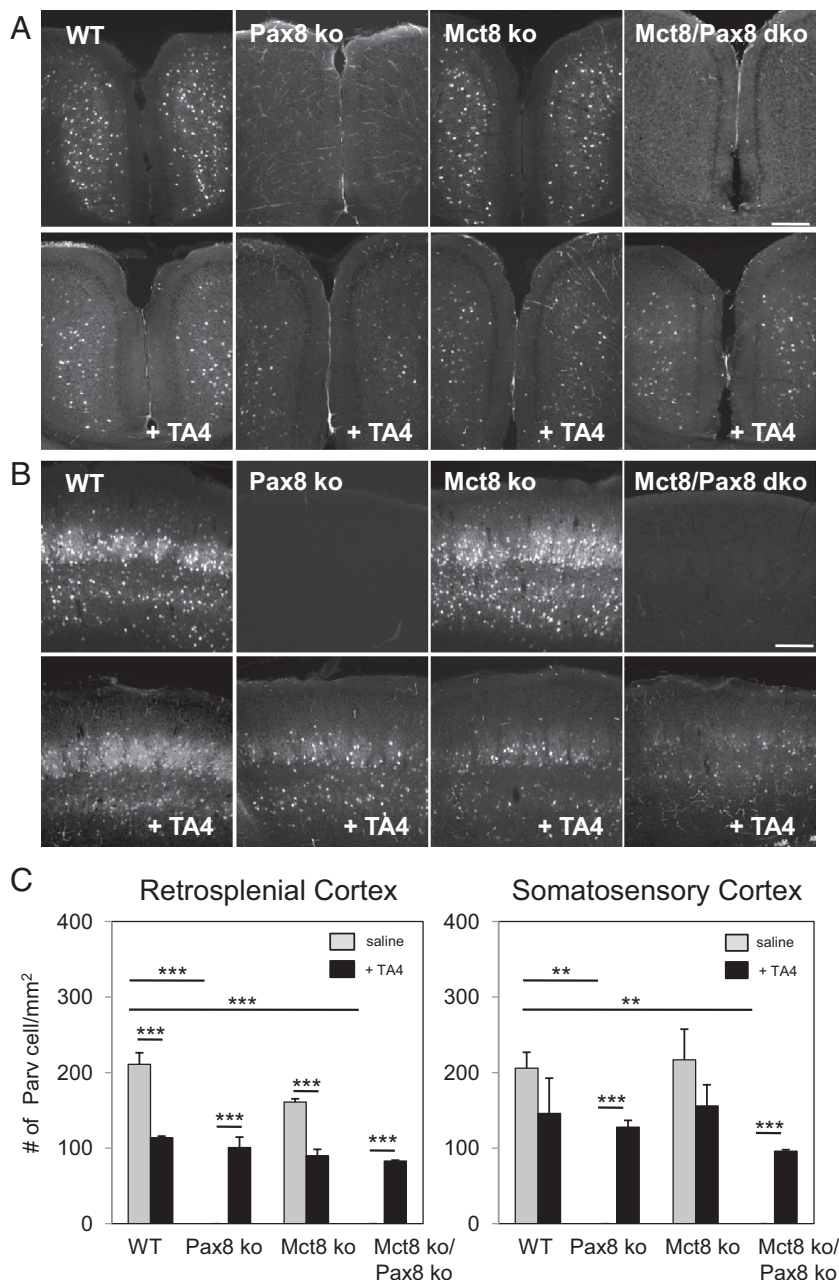 A
WT
Pax8 ko
Mct8 ko
Mct8/Pax8 dko
+ TA4
+ TA4
+ TA4
+ TA4
B
WT
Pax8 ko
Mct8 ko
Mct8/Pax8 dko
+ TA4
+ TA4
+ TA4
+ TA4
C
Retrosplenial Cortex
# of Parv cell/mm²
400
300
200
100
0
saline
+ TA4
***
***
***
***
***
***
WT
Pax8 ko
Mct8 ko
Mct8 ko/
Pax8 ko
Somatosensory Cortex
400
300
200
100
0
saline
+ TA4
**
**
***
***
WT
Pax8 ko
Mct8 ko
Mct8 ko/
Pax8 ko